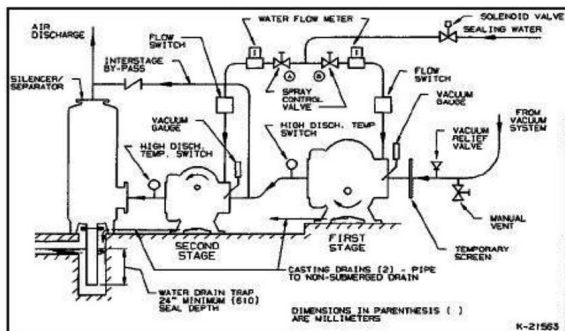 AIR
DISCHARGE
FLOW
SWITCH
WATER FLOW METER
SOLENOID VALVE
SEALING WATER
INTERSTAGE
BY-PASS
SILENCER/
SEPARATOR
A
B
SPRAY
CONTROL
VALVE
FLOW
SWITCH
VACUUM
GAUGE
VACUUM
GAUGE
HIGH DISCH.
TEMP. SWITCH
HIGH DISCH. TEMP.
SWITCH
FROM
VACUUM
SYSTEM
VACUUM
RELIEF
VALVE
MANUAL
VENT
SECOND
STAGE
FIRST
STAGE
TEMPORARY
SCREEN
CASTING DRAINS (2) - PIPE
TO NON-SUBMERGED DRAIN
WATER DRAIN TRAP
24" MINIMUM (610)
SEAL DEPTH
DIMENSIONS IN PARENTHESIS ( )
ARE MILLIMETERS
K-21563